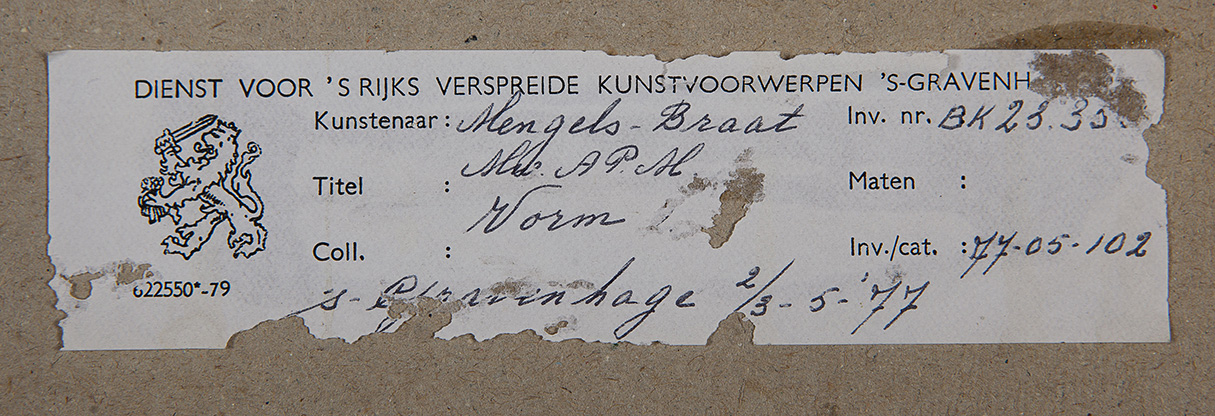 DIENST VOOR 'S RIJKS VERSPREIDE KUNSTVOORWERPEN 'S-GRAVENH
Kunstenaar: Mengels-Braat Inv. nr. BK23.35
Mw. A P. M
Titel : Maten :
Vorm
Coll. : Inv./cat. : 77-05-102
622550*-79
's-Gravenhage 2/3-5-'77